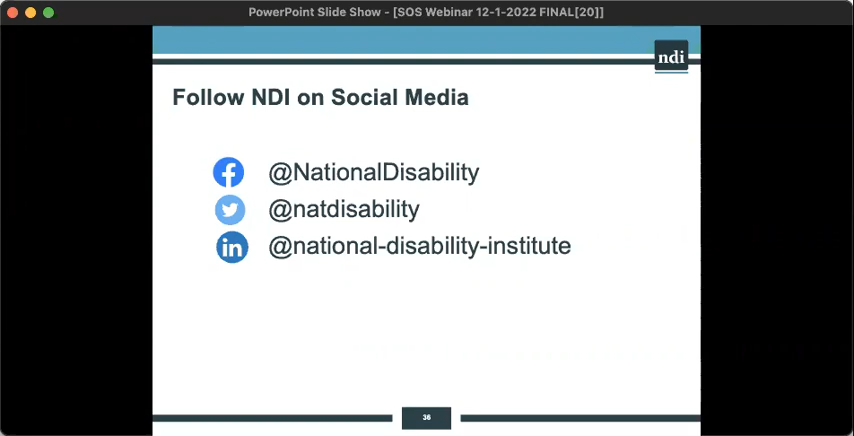 PowerPoint Slide Show - [SOS Webinar 12-1-2022 FINAL[20]]
ndi
Follow NDI on Social Media
@NationalDisability
@natdisability
in @national-disability-institute
36